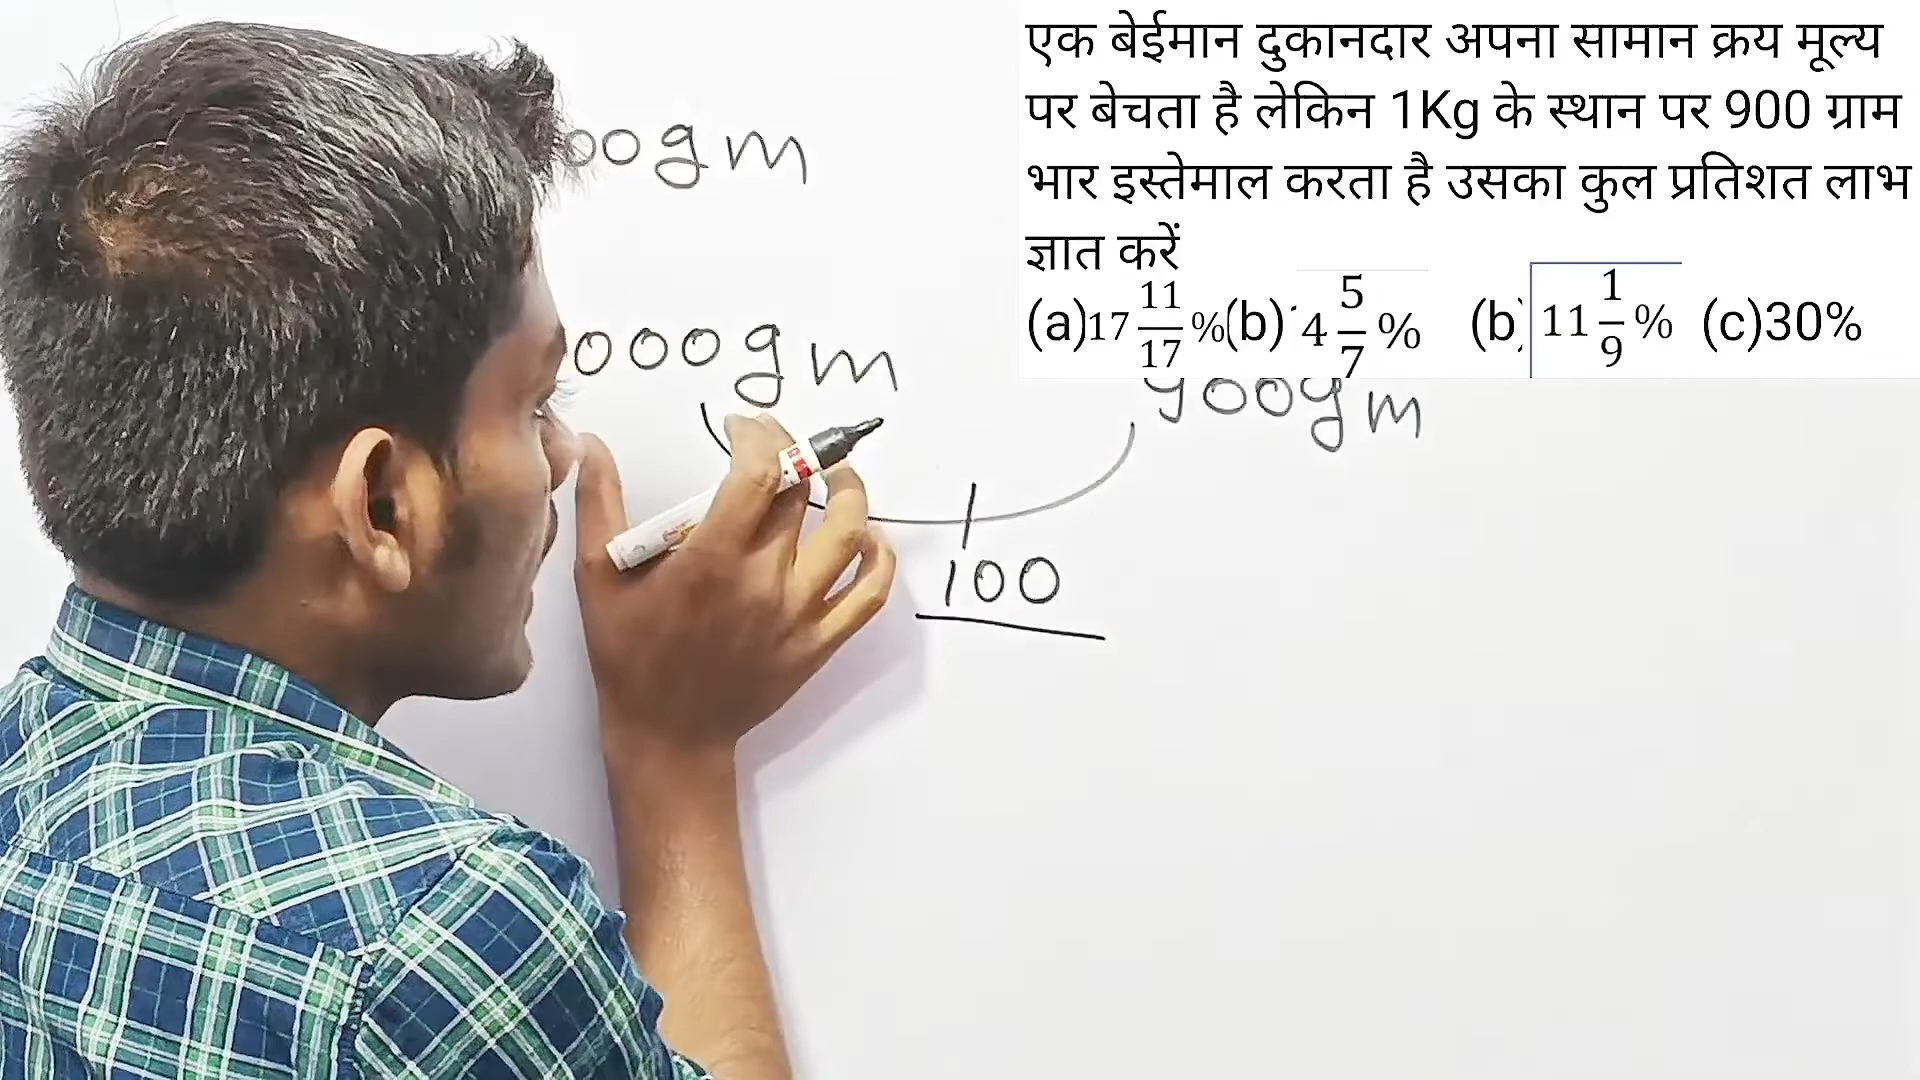 एक बेईमान दुकानदार अपना सामान क्रय मूल्य
पर बेचता है लेकिन 1Kg के स्थान पर 900 ग्राम
भार इस्तेमाल करता है उसका कुल प्रतिशत लाभ
ज्ञात करें
(a)17 11/17 %(b) 4 5/7 % (b) 11 1/9 % (c)30%
00gm
000gm
900gm
100